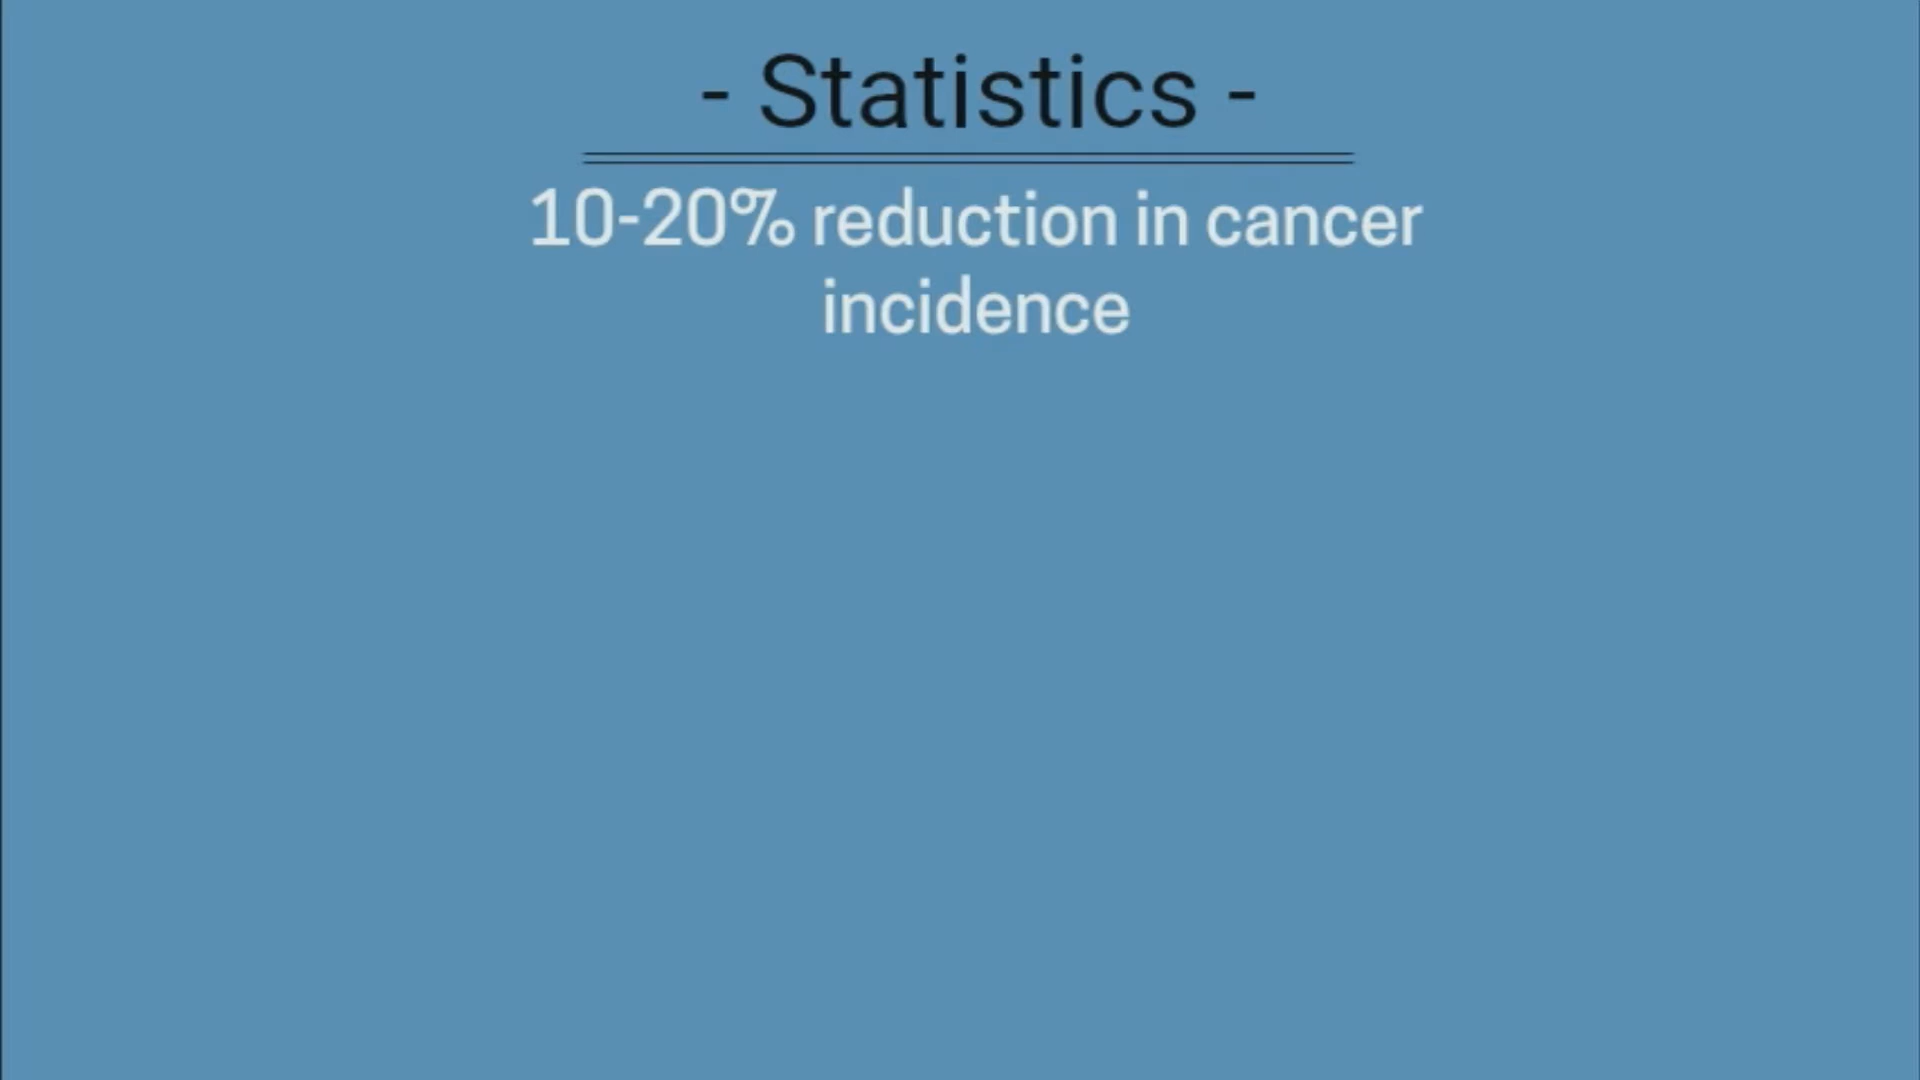 - Statistics -
10-20% reduction in cancer
incidence